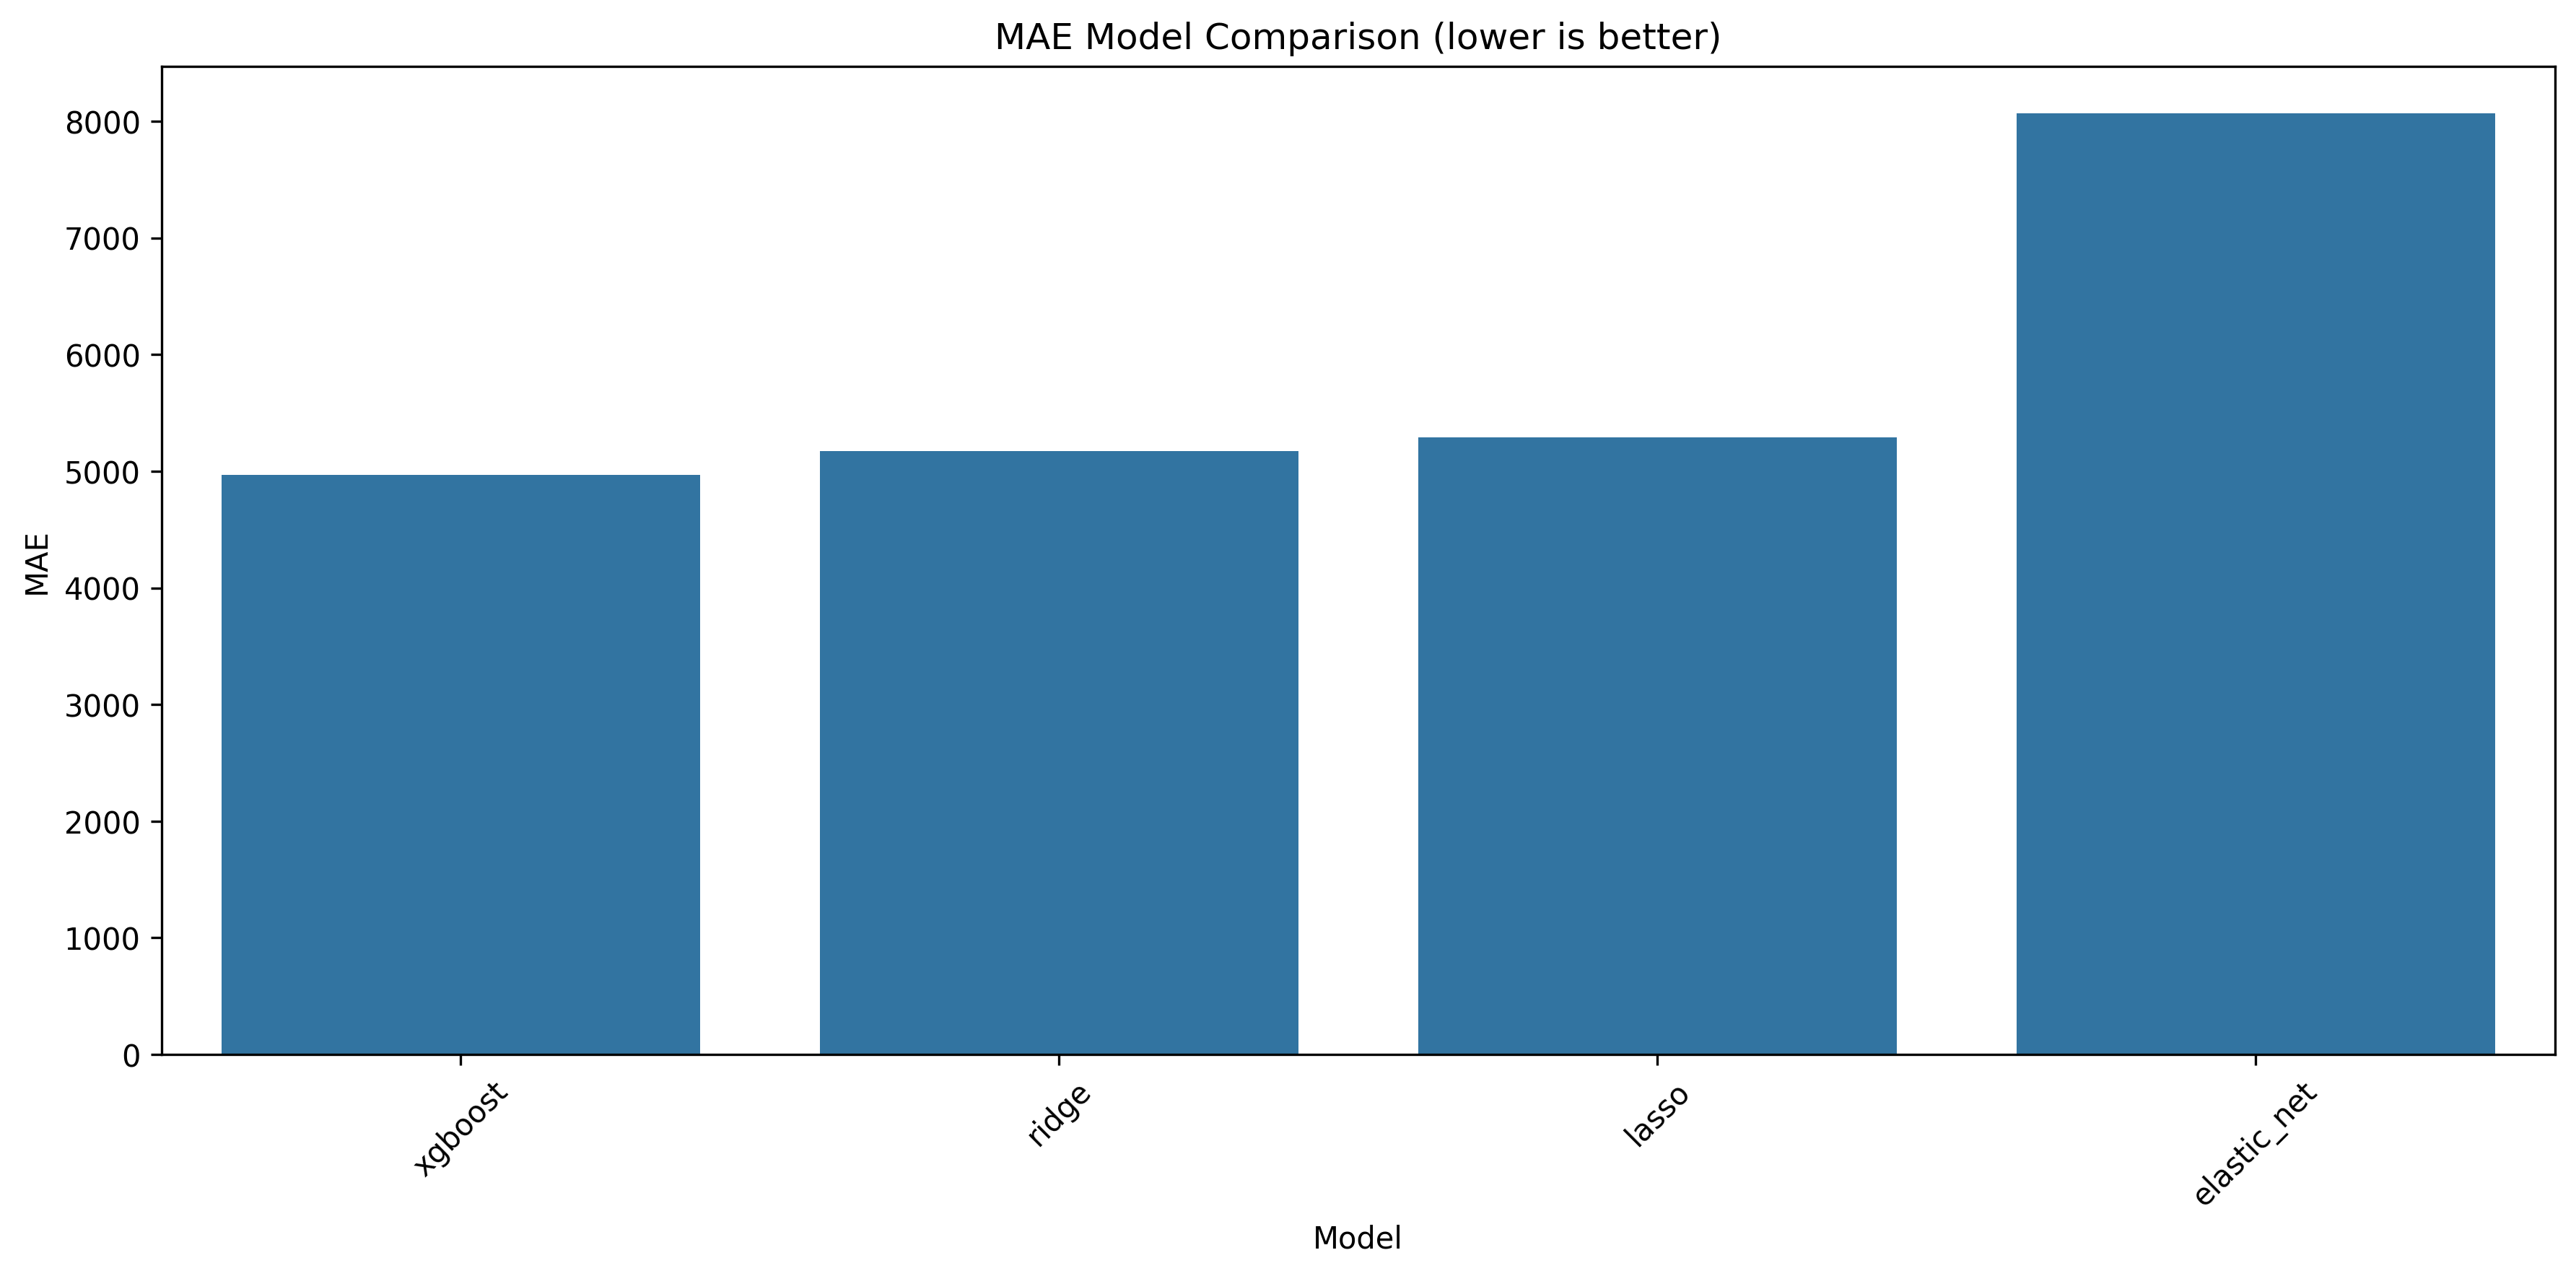 MAE Model Comparison (lower is better)
MAE
8000
7000
6000
5000
4000
3000
2000
1000
0
xgboost
ridge
lasso
elastic_net
Model